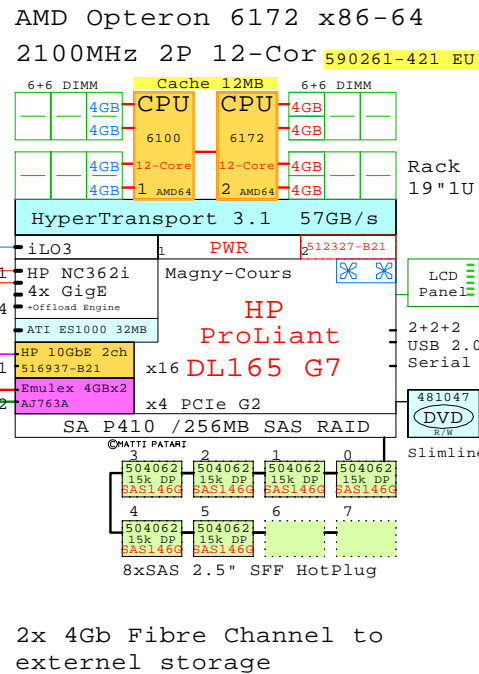 AMD Opteron 6172 x86-64
2100MHz 2P 12-Cor 590261-421 EU
6+6 DIMM Cache 12MB 6+6 DIMM
4GB CPU CPU 4GB
4GB 4GB
6100 6172
4GB 12-Core 12-Core 4GB
4GB 1 AMD64 2 AMD64 4GB
Rack
19"1U
HyperTransport 3.1 57GB/s
iLO3 1 PWR 2 512327-B21
1 HP NC362i Magny-Cours
4x GigE
4 +Offload Engine
LCD
Panel
HP
ATI ES1000 32MB ProLiant
2+2+2
USB 2.0
Serial
HP 10GbE 2ch
1 516937-B21 x16 DL165 G7
Emulex 4GBx2
2 AJ763A x4 PCIe G2
481047
DVD
R/W
Slimline
SA P410 /256MB SAS RAID
©MATTI PATARI
3 2 1 0
504062 504062 504062 504062
15k DP 15k DP 15k DP 15k DP
SAS146G SAS146G SAS146G SAS146G
4 5 6 7
504062 504062
15k DP 15k DP
SAS146G SAS146G
8xSAS 2.5" SFF HotPlug
2x 4Gb Fibre Channel to
externel storage